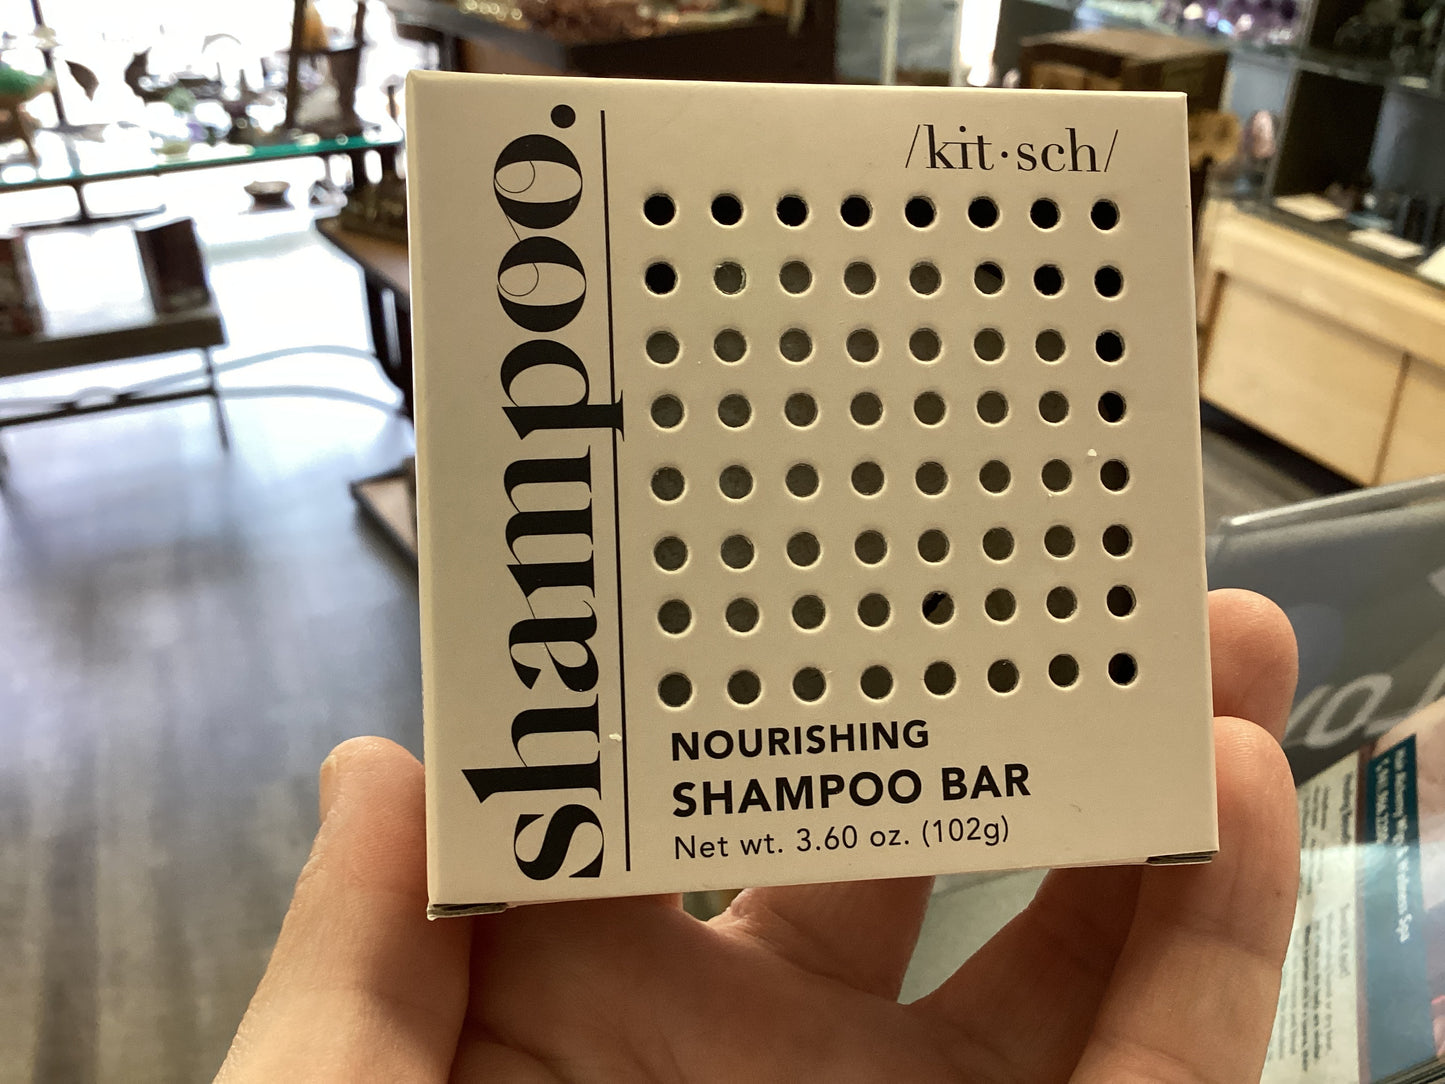 shampoo.
/kit·sch/
NOURISHING
SHAMPOO BAR
Net wt. 3.60 oz. (102g)